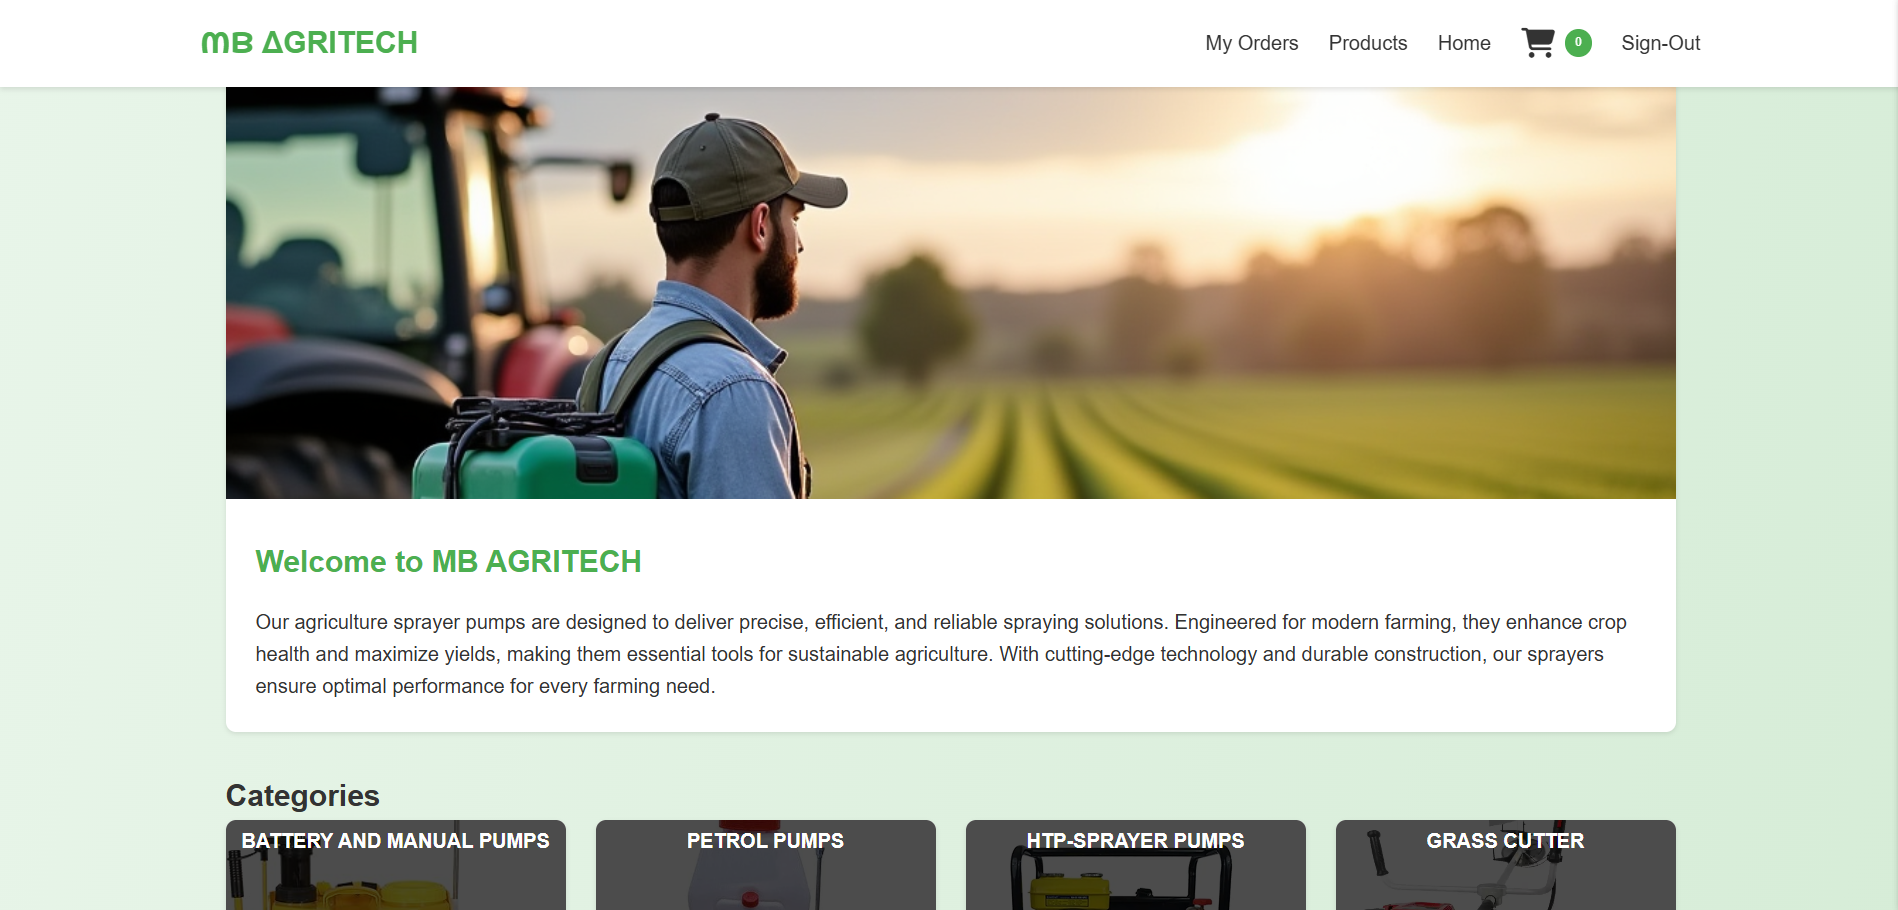 ᗰB ᐃGRITECH
My Orders
Products
Home
0
Sign-Out
Welcome to MB AGRITECH
Our agriculture sprayer pumps are designed to deliver precise, efficient, and reliable spraying solutions. Engineered for modern farming, they enhance crop
health and maximize yields, making them essential tools for sustainable agriculture. With cutting-edge technology and durable construction, our sprayers
ensure optimal performance for every farming need.
Categories
BATTERY AND MANUAL PUMPS
PETROL PUMPS
HTP-SPRAYER PUMPS
GRASS CUTTER